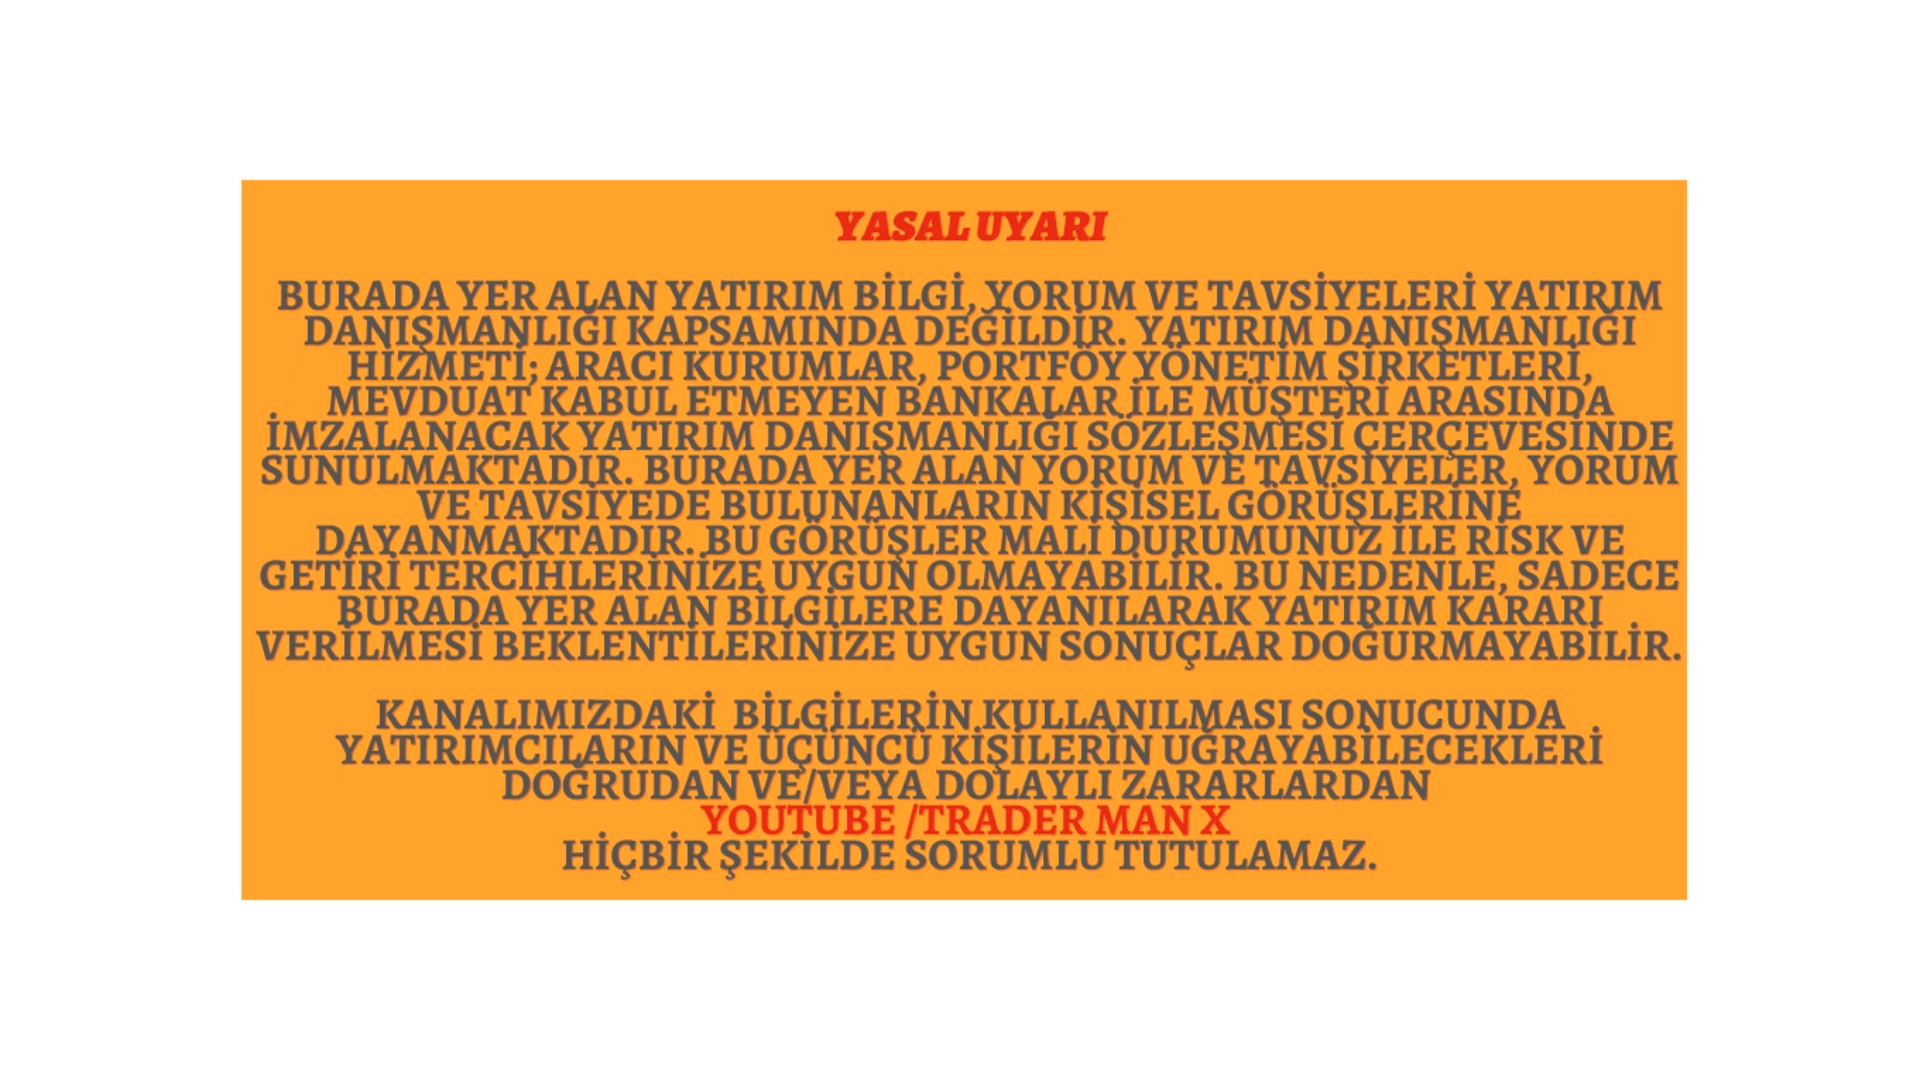 YASAL UYARI
BURADA YER ALAN YATIRIM BİLGİ, YORUM VE TAVSİYELERİ YATIRIM
DANIŞMANLIĞI KAPSAMINDA DEĞİLDİR. YATIRIM DANIŞMANLIĞI
HİZMETİ; ARACI KURUMLAR, PORTFÖY YÖNETİM ŞİRKETLERİ,
MEVDUAT KABUL ETMEYEN BANKALAR İLE MÜŞTERİ ARASINDA
İMZALANACAK YATIRIM DANIŞMANLIĞI SÖZLEŞMESİ ÇERÇEVESİNDE
SUNULMAKTADIR. BURADA YER ALAN YORUM VE TAVSİYELER, YORUM
VE TAVSİYEDE BULUNANLARIN KİŞİSEL GÖRÜŞLERİNE
DAYANMAKTADIR. BU GÖRÜŞLER MALİ DURUMUNUZ İLE RİSK VE
GETİRİ TERCİHLERİNİZE UYGUN OLMAYABİLİR. BU NEDENLE, SADECE
BURADA YER ALAN BİLGİLERE DAYANILARAK YATIRIM KARARI
VERİLMESİ BEKLENTİLERİNİZE UYGUN SONUÇLAR DOĞURMAYABİLİR.
KANALIMIZDAKİ BİLGİLERİN KULLANILMASI SONUCUNDA
YATIRIMCILARIN VE ÜÇÜNCÜ KİŞİLERİN UĞRAYABİLECEKLERİ
DOĞRUDAN VE/VEYA DOLAYLI ZARARLARDAN
YOUTUBE /TRADER MAN X
HİÇBİR ŞEKİLDE SORUMLU TUTULAMAZ.